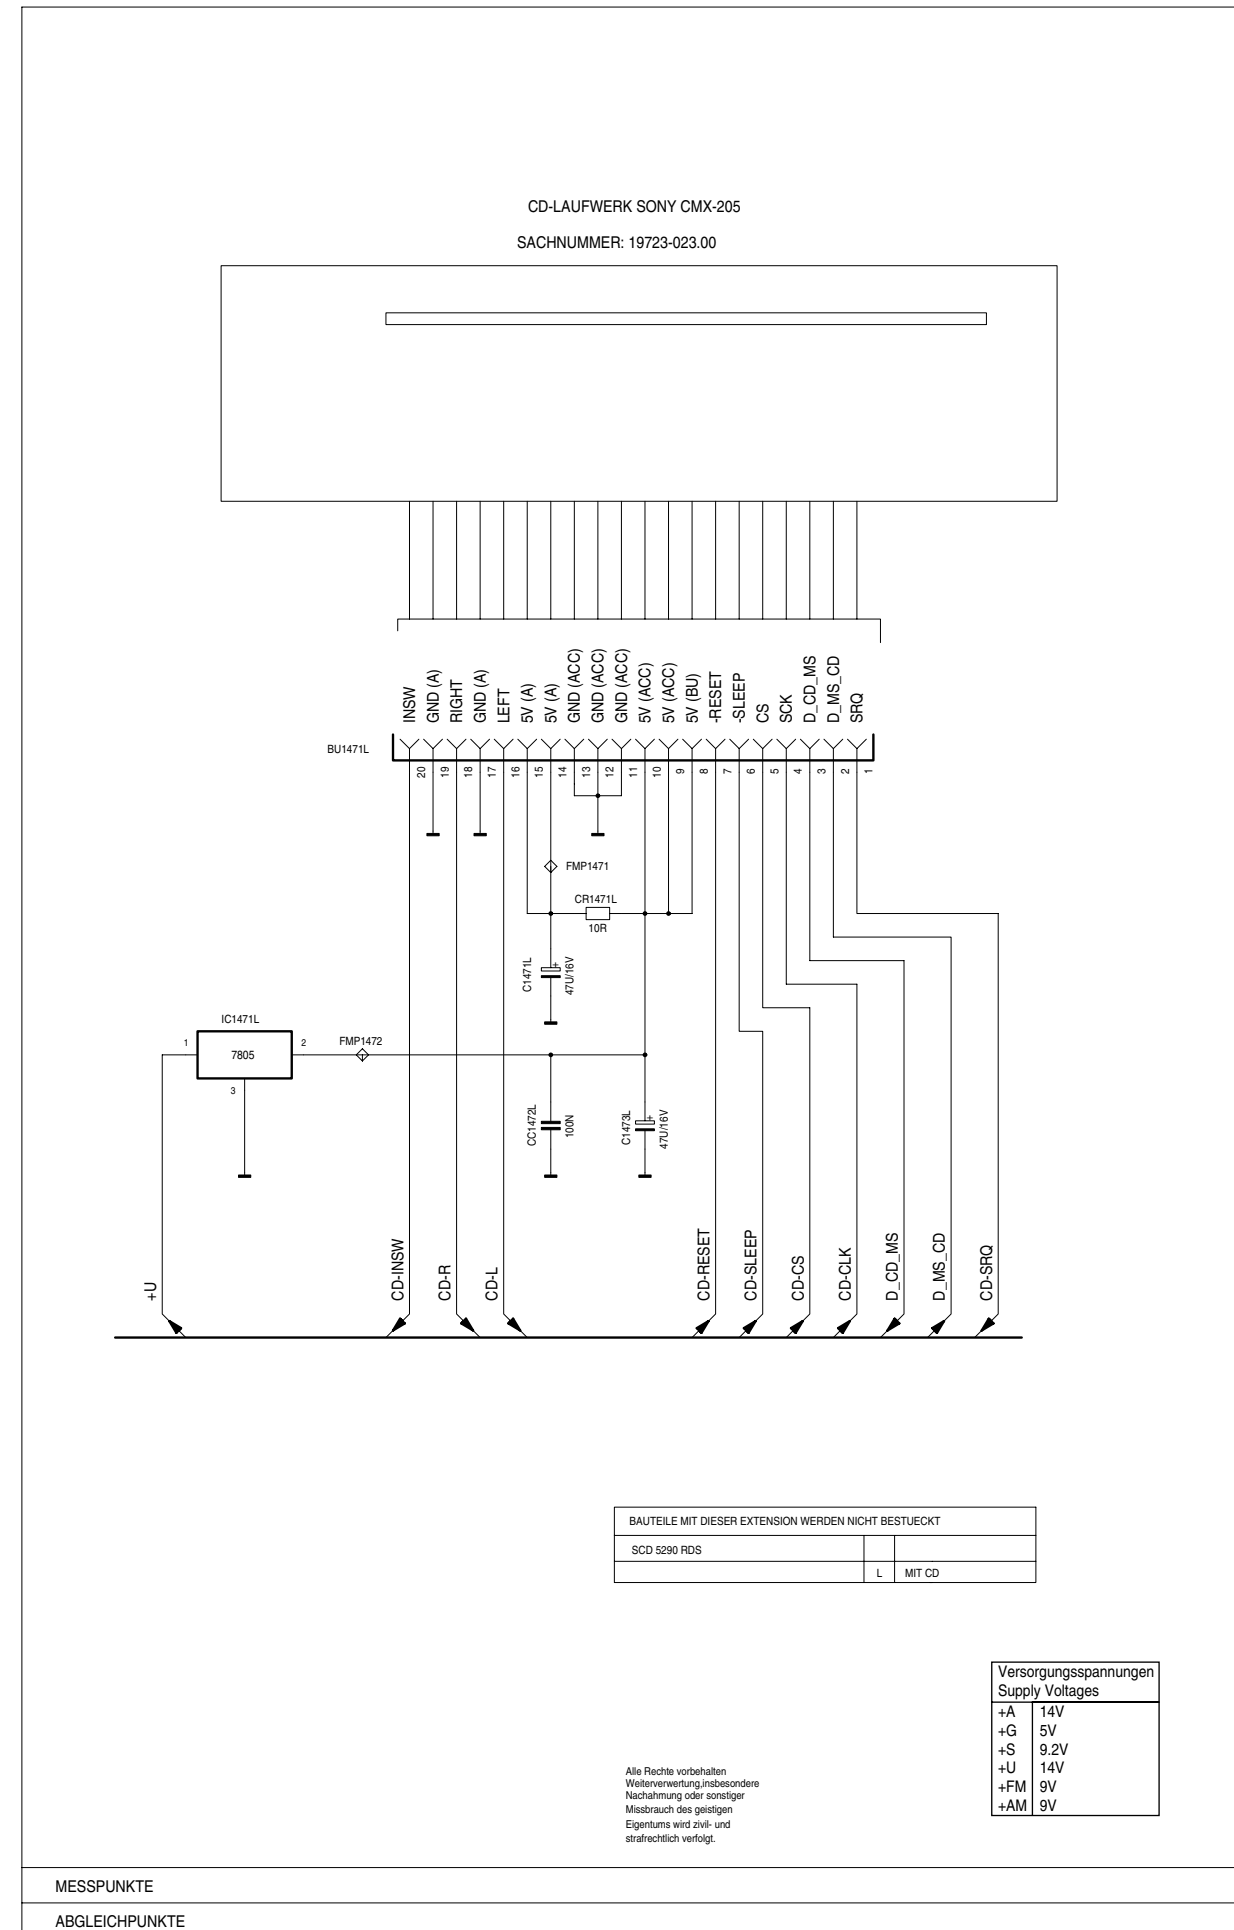 CD-LAUFWERK SONY CMX-205
SACHNUMMER: 19723-023.00
INSW
GND (A)
RIGHT
GND (A)
LEFT
5V (A)
5V (A)
GND (ACC)
GND (ACC)
GND (ACC)
5V (ACC)
5V (ACC)
5V (BU)
-RESET
-SLEEP
CS
SCK
D_CD_MS
D_MS_CD
SRQ
BU1471L
20
19
18
17
16
15
14
13
12
11
10
9
8
7
6
5
4
3
2
1
FMP1471
CR1471L
10R
C1471L
+
47U/16V
IC1471L
1
7805
2
3
FMP1472
CC1472L
100N
C1473L
+
47U/16V
+U
CD-INSW
CD-R
CD-L
CD-RESET
CD-SLEEP
CD-CS
CD-CLK
D_CD_MS
D_MS_CD
CD-SRQ
BAUTEILE MIT DIESER EXTENSION WERDEN NICHT BESTUECKT
SCD 5290 RDS
L MIT CD
Versorgungsspannungen
Supply Voltages
+A 14V
+G 5V
+S 9.2V
+U 14V
+FM 9V
+AM 9V
Alle Rechte vorbehalten
Weiterverwertung,insbesondere
Nachahmung oder sonstiger
Missbrauch des geistigen
Eigentums wird zivil- und
strafrechtlich verfolgt.
MESSPUNKTE
ABGLEICHPUNKTE